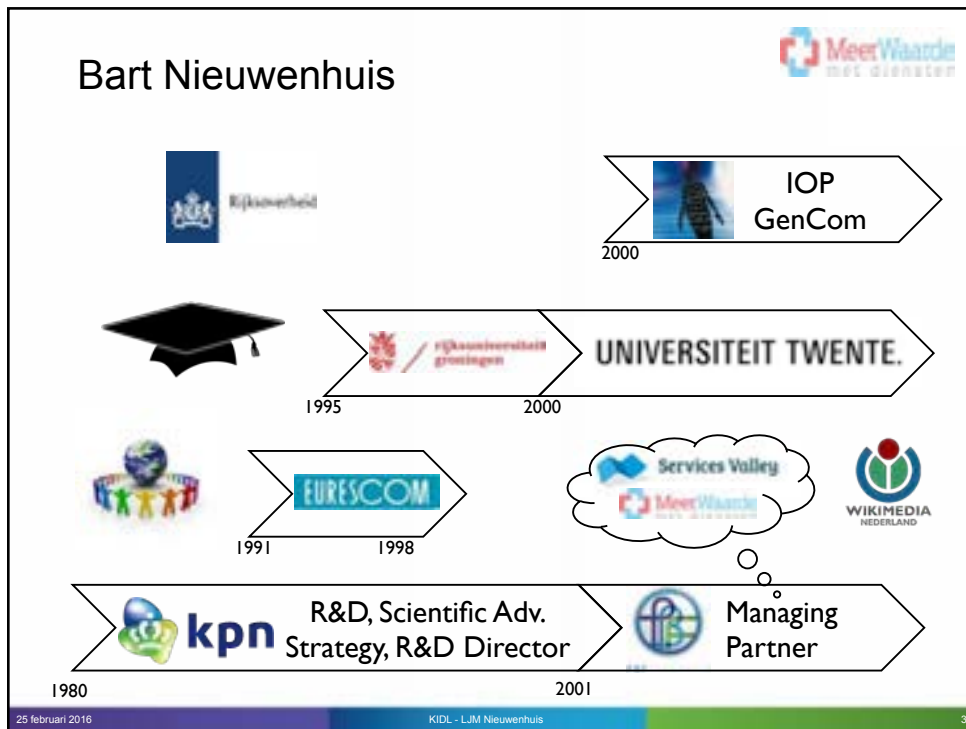 Bart Nieuwenhuis
MeerWaarde
met diensten
Rijksoverheid
IOP
GenCom
2000
rijksuniversiteit
groningen
UNIVERSITEIT TWENTE.
1995
2000
EURESCOM
1991
1998
Services Valley
MeerWaarde
met diensten
WIKIMEDIA
NEDERLAND
kpn
R&D, Scientific Adv.
Strategy, R&D Director
Managing
Partner
1980
2001
25 februari 2016
KIDL - LJM Nieuwenhuis
3